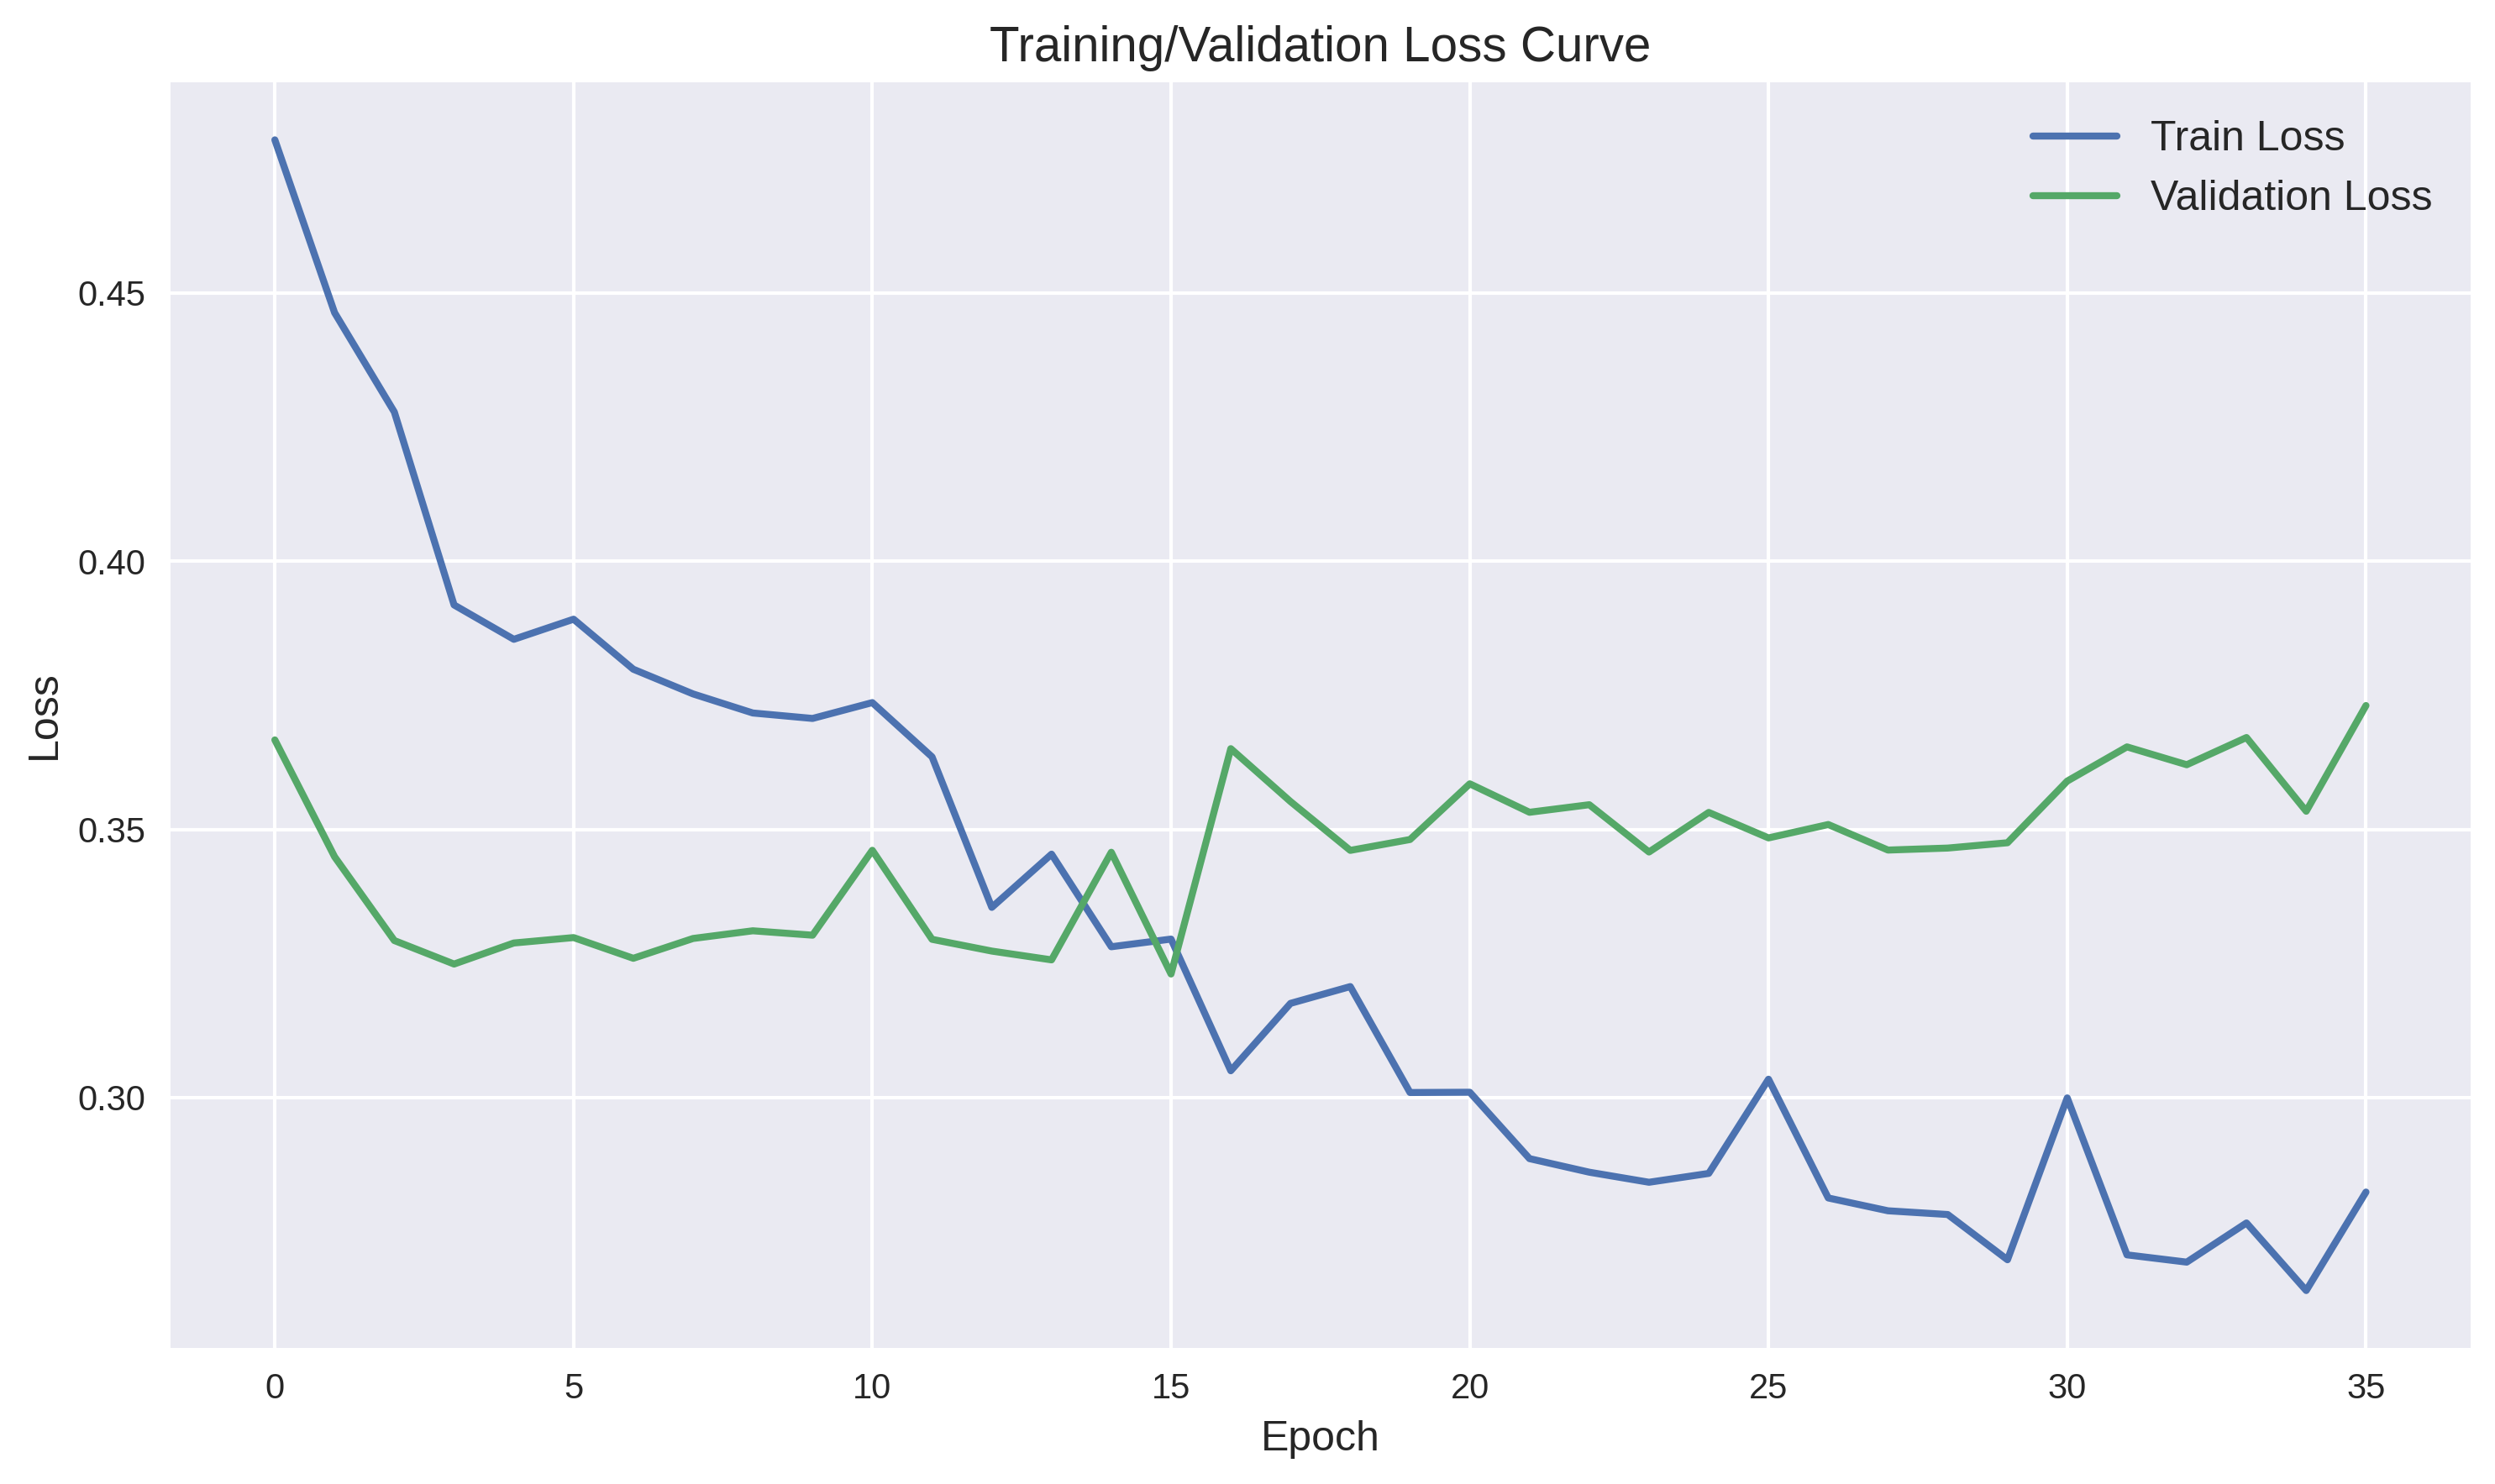 Training/Validation Loss Curve
Train Loss
Validation Loss
0.45
0.40
0.35
0.30
Loss
0 5 10 15 20 25 30 35
Epoch